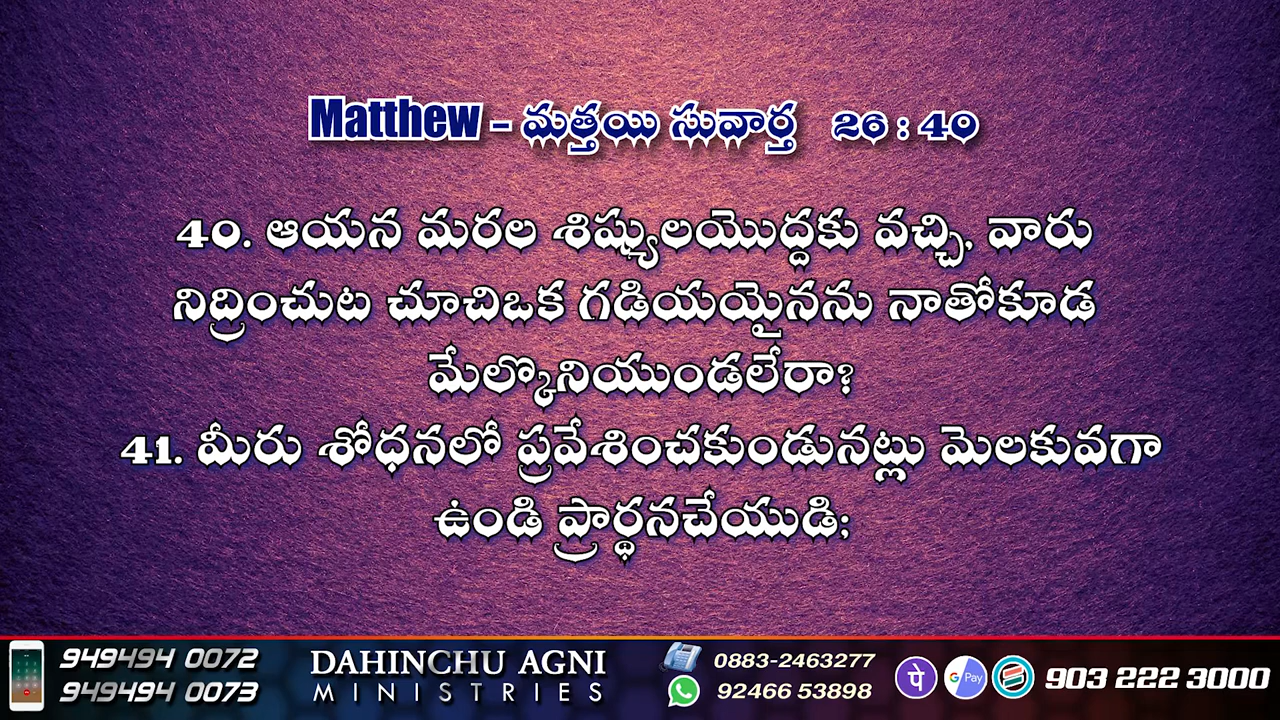 Matthew - మత్తయి సువార్త 26 : 40
40. ఆయన మరల శిష్యులయొద్దకు వచ్చి, వారు
నిద్రించుట చూచిఒక గడియయైనను నాతోకూడ
మేల్కొనియుండలేరా?
41. మీరు శోధనలో ప్రవేశించకుండునట్లు మెలకువగా
ఉండి ప్రార్థనచేయుడి;
949494 0072
949494 0073
DAHINCHU AGNI
MINISTRIES
0883-2463277
92466 53898
पे
G Pay
903 222 3000